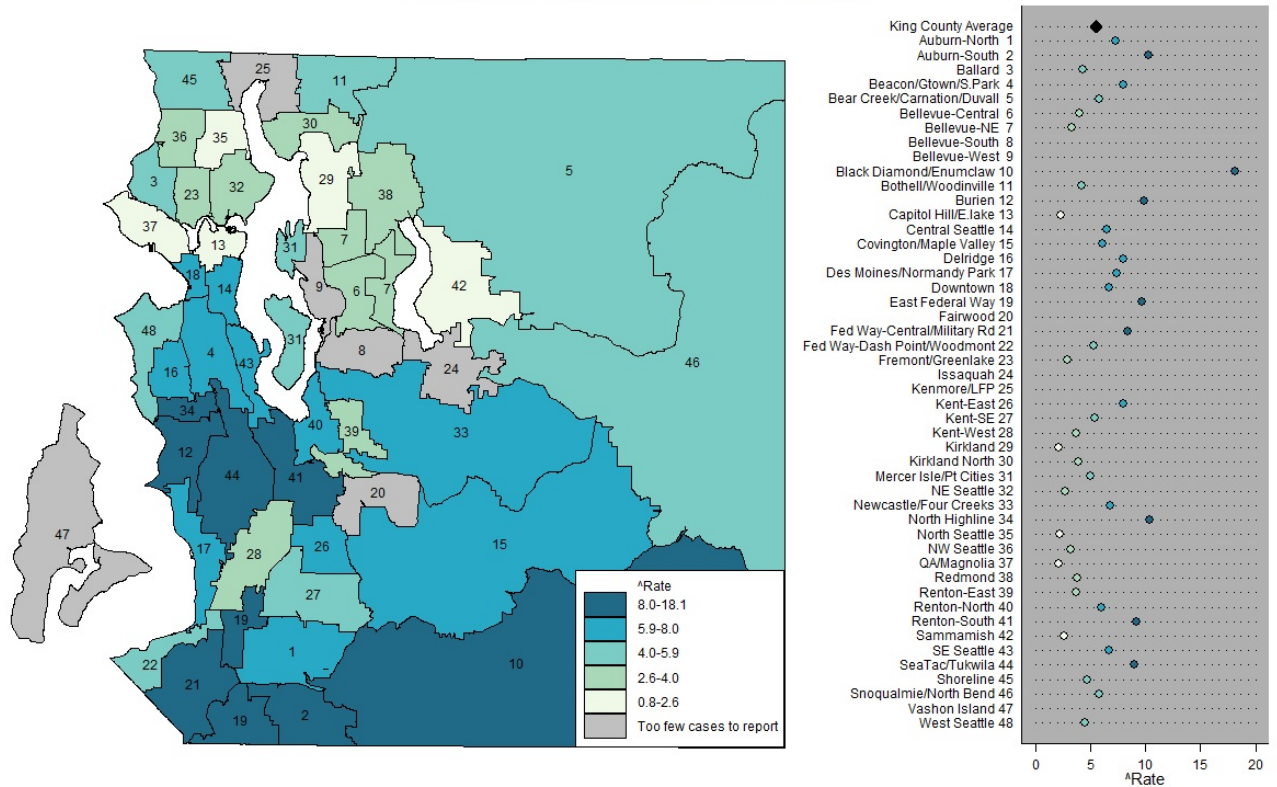 45
25
11
36
35
30
5
3
23
32
29
38
37
13
31
7
18
14
9
6
7
42
48
31
4
43
8
24
46
16
34
40
39
33
12
44
41
20
47
17
28
26
15
27
19
1
22
10
21
19
2
^Rate
8.0-18.1
5.9-8.0
4.0-5.9
2.6-4.0
0.8-2.6
Too few cases to report
King County Average
Auburn-North 1
Auburn-South 2
Ballard 3
Beacon/Gtown/S.Park 4
Bear Creek/Carnation/Duvall 5
Bellevue-Central 6
Bellevue-NE 7
Bellevue-South 8
Bellevue-West 9
Black Diamond/Enumclaw 10
Bothell/Woodinville 11
Burien 12
Capitol Hill/E.lake 13
Central Seattle 14
Covington/Maple Valley 15
Delridge 16
Des Moines/Normandy Park 17
Downtown 18
East Federal Way 19
Fairwood 20
Fed Way-Central/Military Rd 21
Fed Way-Dash Point/Woodmont 22
Fremont/Greenlake 23
Issaquah 24
Kenmore/LFP 25
Kent-East 26
Kent-SE 27
Kent-West 28
Kirkland 29
Kirkland North 30
Mercer Isle/Pt Cities 31
NE Seattle 32
Newcastle/Four Creeks 33
North Highline 34
North Seattle 35
NW Seattle 36
QA/Magnolia 37
Redmond 38
Renton-East 39
Renton-North 40
Renton-South 41
Sammamish 42
SE Seattle 43
SeaTac/Tukwila 44
Shoreline 45
Snoqualmie/North Bend 46
Vashon Island 47
West Seattle 48
0 5 10 15 20
^Rate